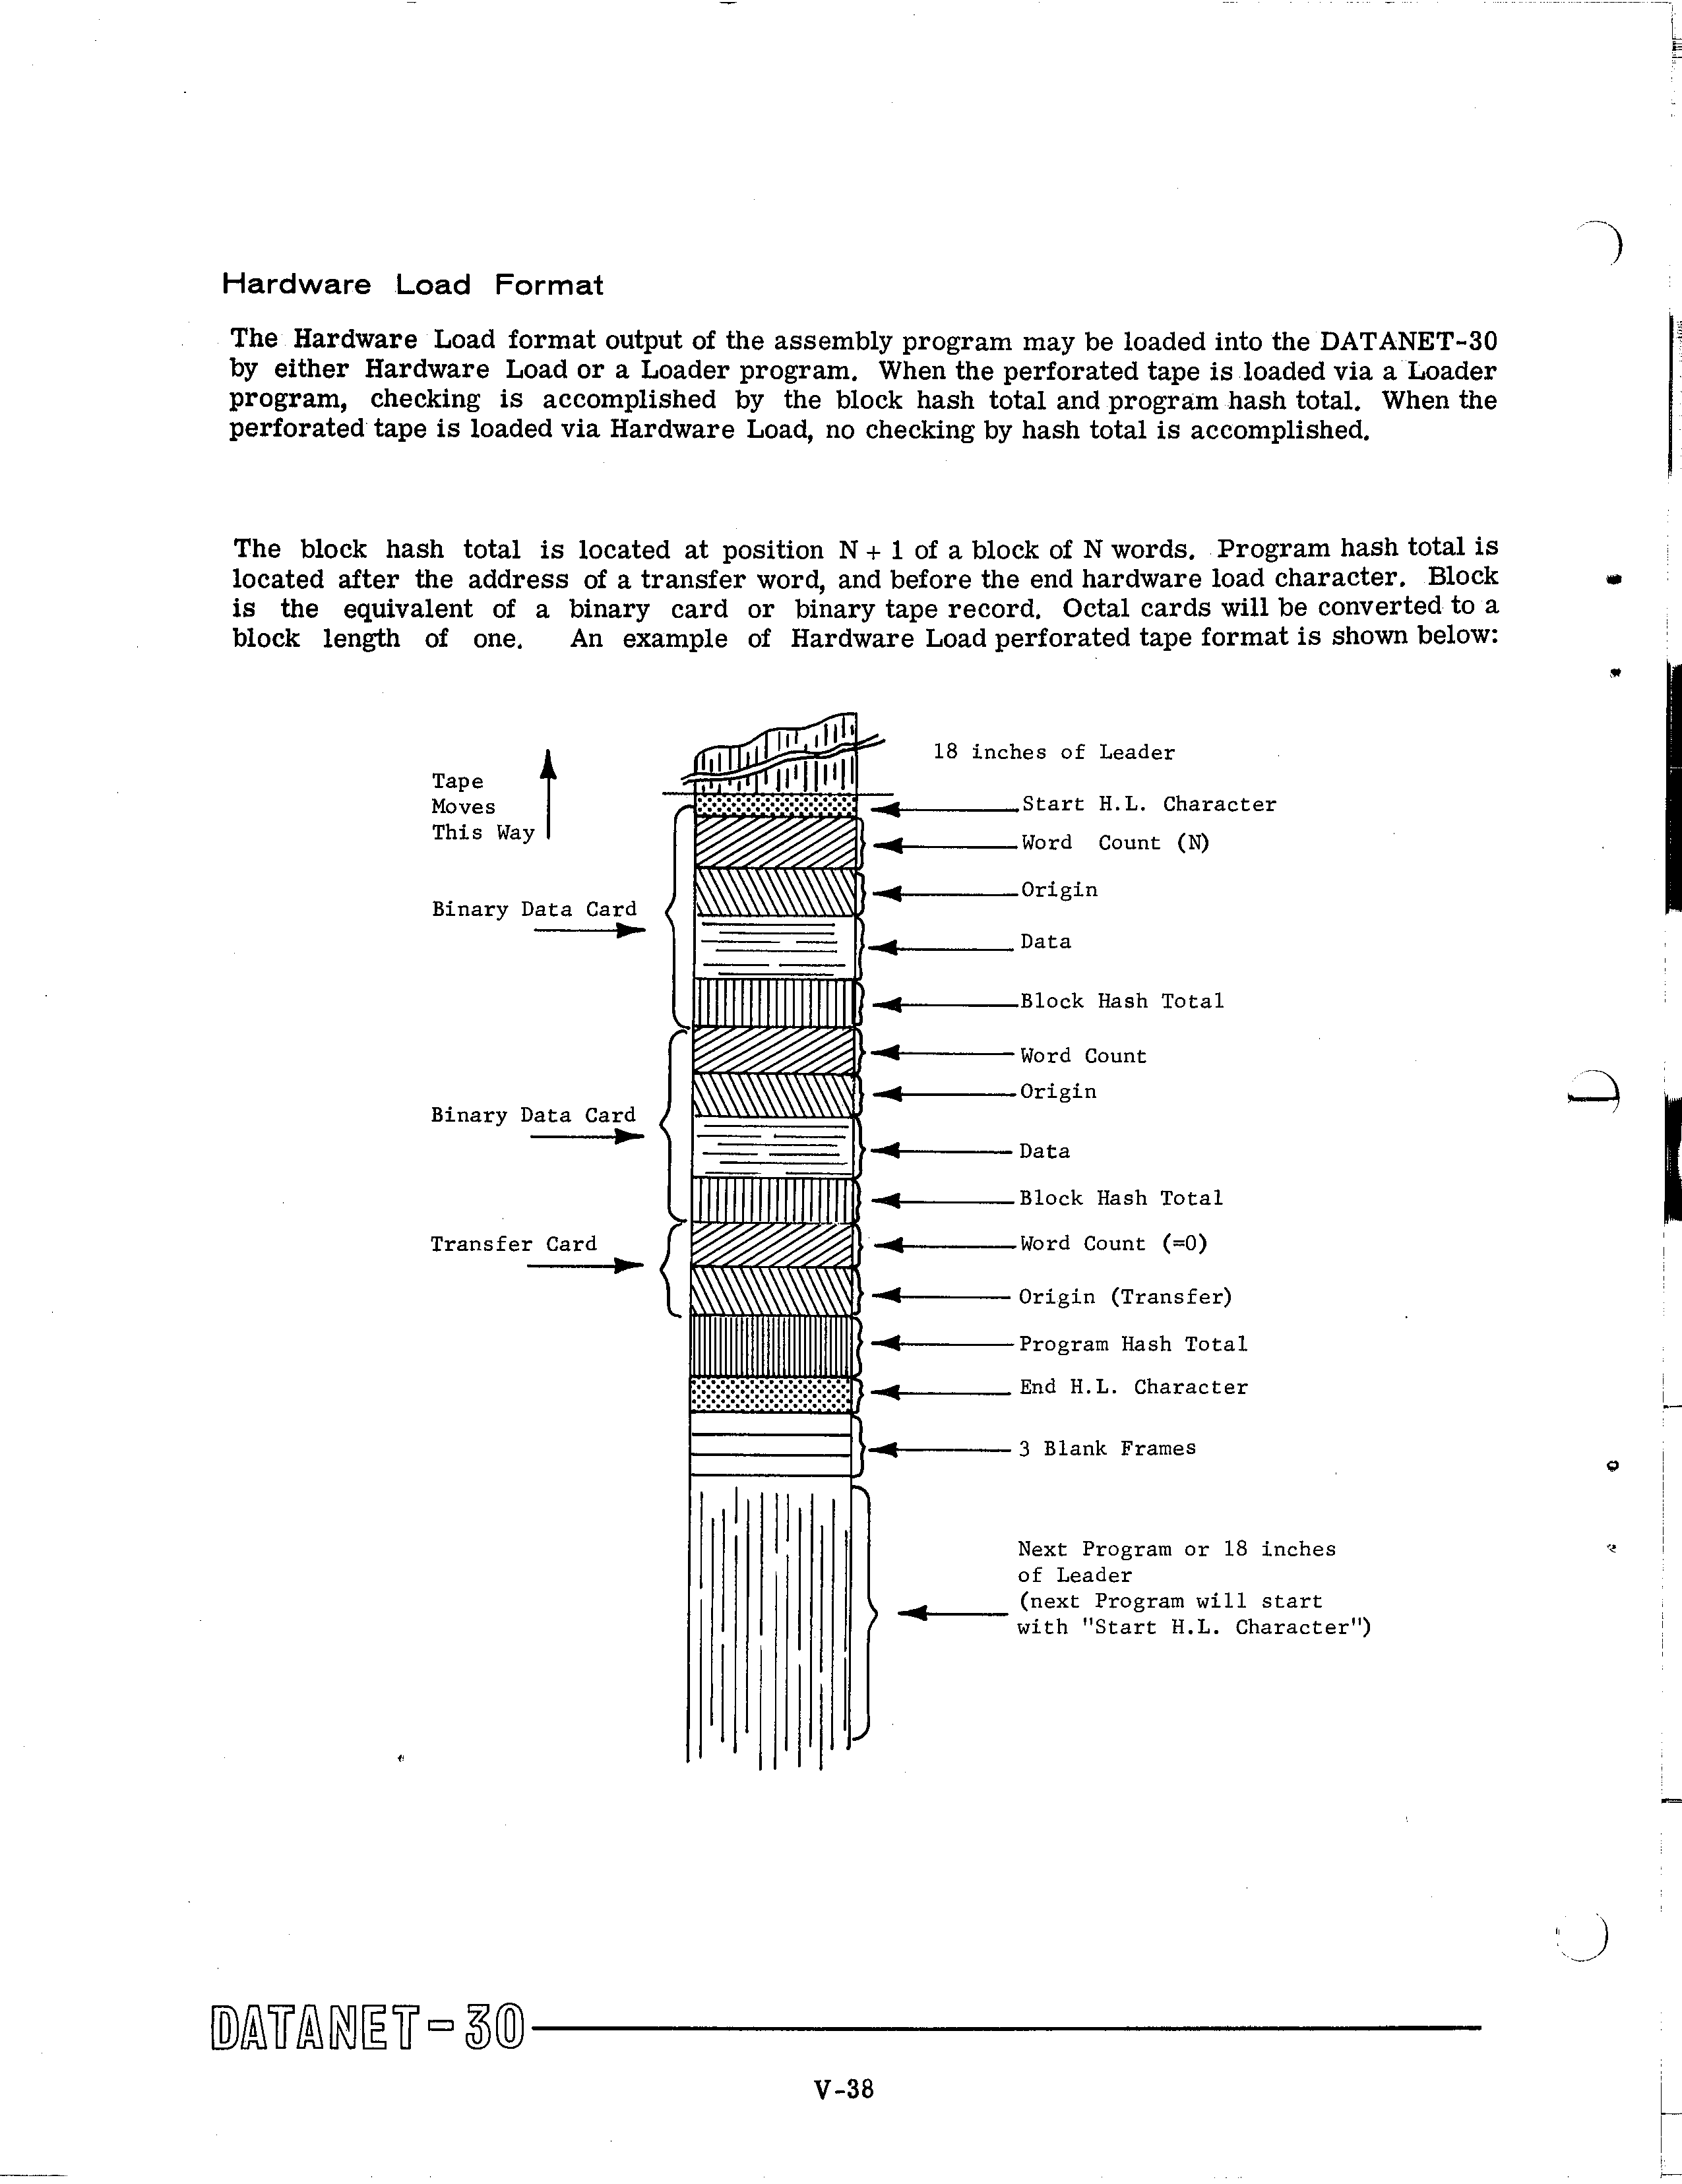 Hardware Load Format
The Hardware Load format output of the assembly program may be loaded into the DATANET-30
by either Hardware Load or a Loader program. When the perforated tape is loaded via a Loader
program, checking is accomplished by the block hash total and program hash total. When the
perforated tape is loaded via Hardware Load, no checking by hash total is accomplished.
The block hash total is located at position N + 1 of a block of N words. Program hash total is
located after the address of a transfer word, and before the end hardware load character. Block
is the equivalent of a binary card or binary tape record. Octal cards will be converted to a
block length of one. An example of Hardware Load perforated tape format is shown below:
18 inches of Leader
Tape
Moves
This Way
Start H.L. Character
Word Count (N)
Origin
Binary Data Card
Data
Block Hash Total
Word Count
Origin
Binary Data Card
Data
Block Hash Total
Transfer Card
Word Count (=0)
Origin (Transfer)
Program Hash Total
End H.L. Character
3 Blank Frames
Next Program or 18 inches
of Leader
(next Program will start
with "Start H.L. Character")
DATANET-30
V-38